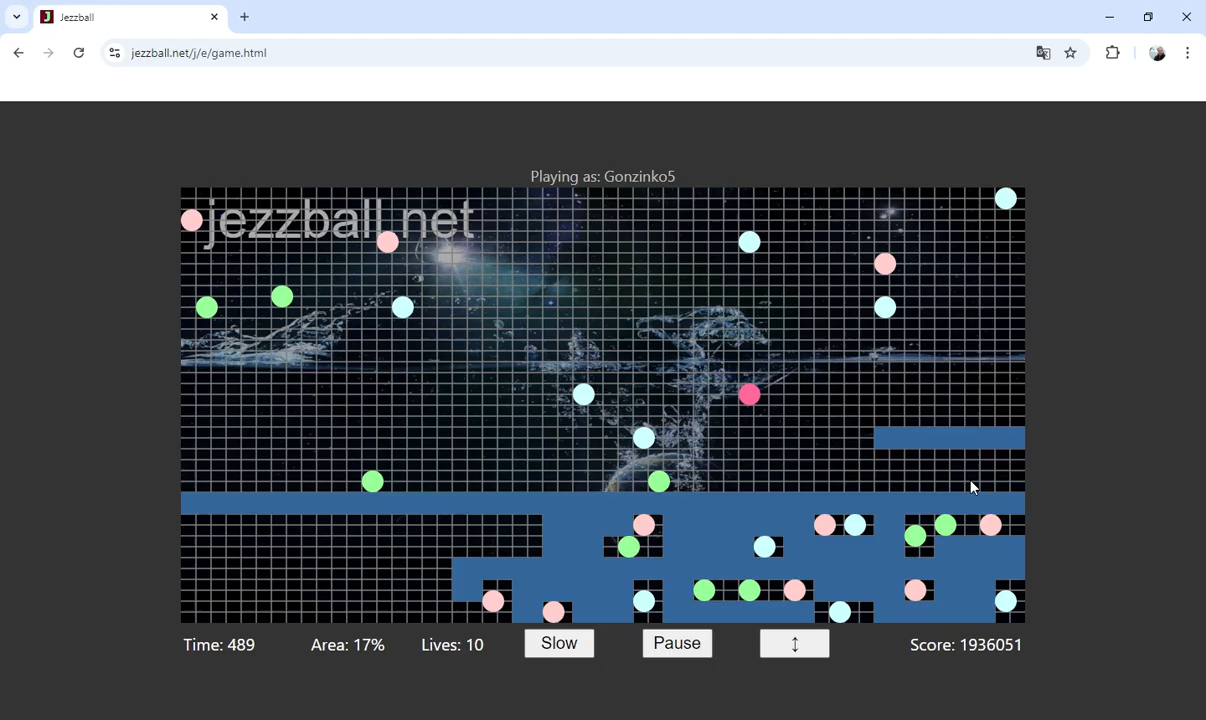 Jezzball
jezzball.net/j/e/game.html
Playing as: Gonzinko5
jezzball.net
Time: 489 Area: 17% Lives: 10 Slow Pause ↕ Score: 1936051